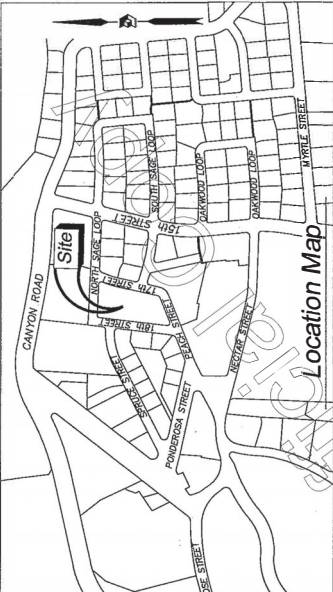 CANYON ROAD
Site
NORTH SAGE LOOP
SOUTH SAGE LOOP
15th STREET
17th STREET
18th STREET
SPRUCE STREET
PEACH STREET
PONDEROSA STREET
OAKWOOD LOOP
OAKWOOD LOOP
NECTAR STREET
MYRTLE STREET
OSE STREET
Location Map